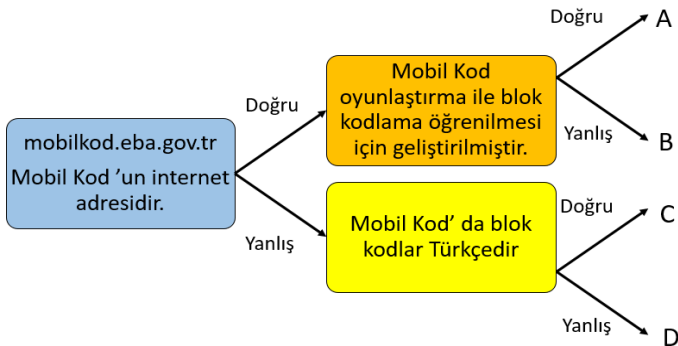 mobilkod.eba.gov.tr
Mobil Kod ’un internet
adresidir.
Doğru
Yanlış
Mobil Kod
oyunlaştırma ile blok
kodlama öğrenilmesi
için geliştirilmiştir.
Doğru
A
Yanlış
B
Mobil Kod’ da blok
kodlar Türkçedir
Doğru
C
Yanlış
D